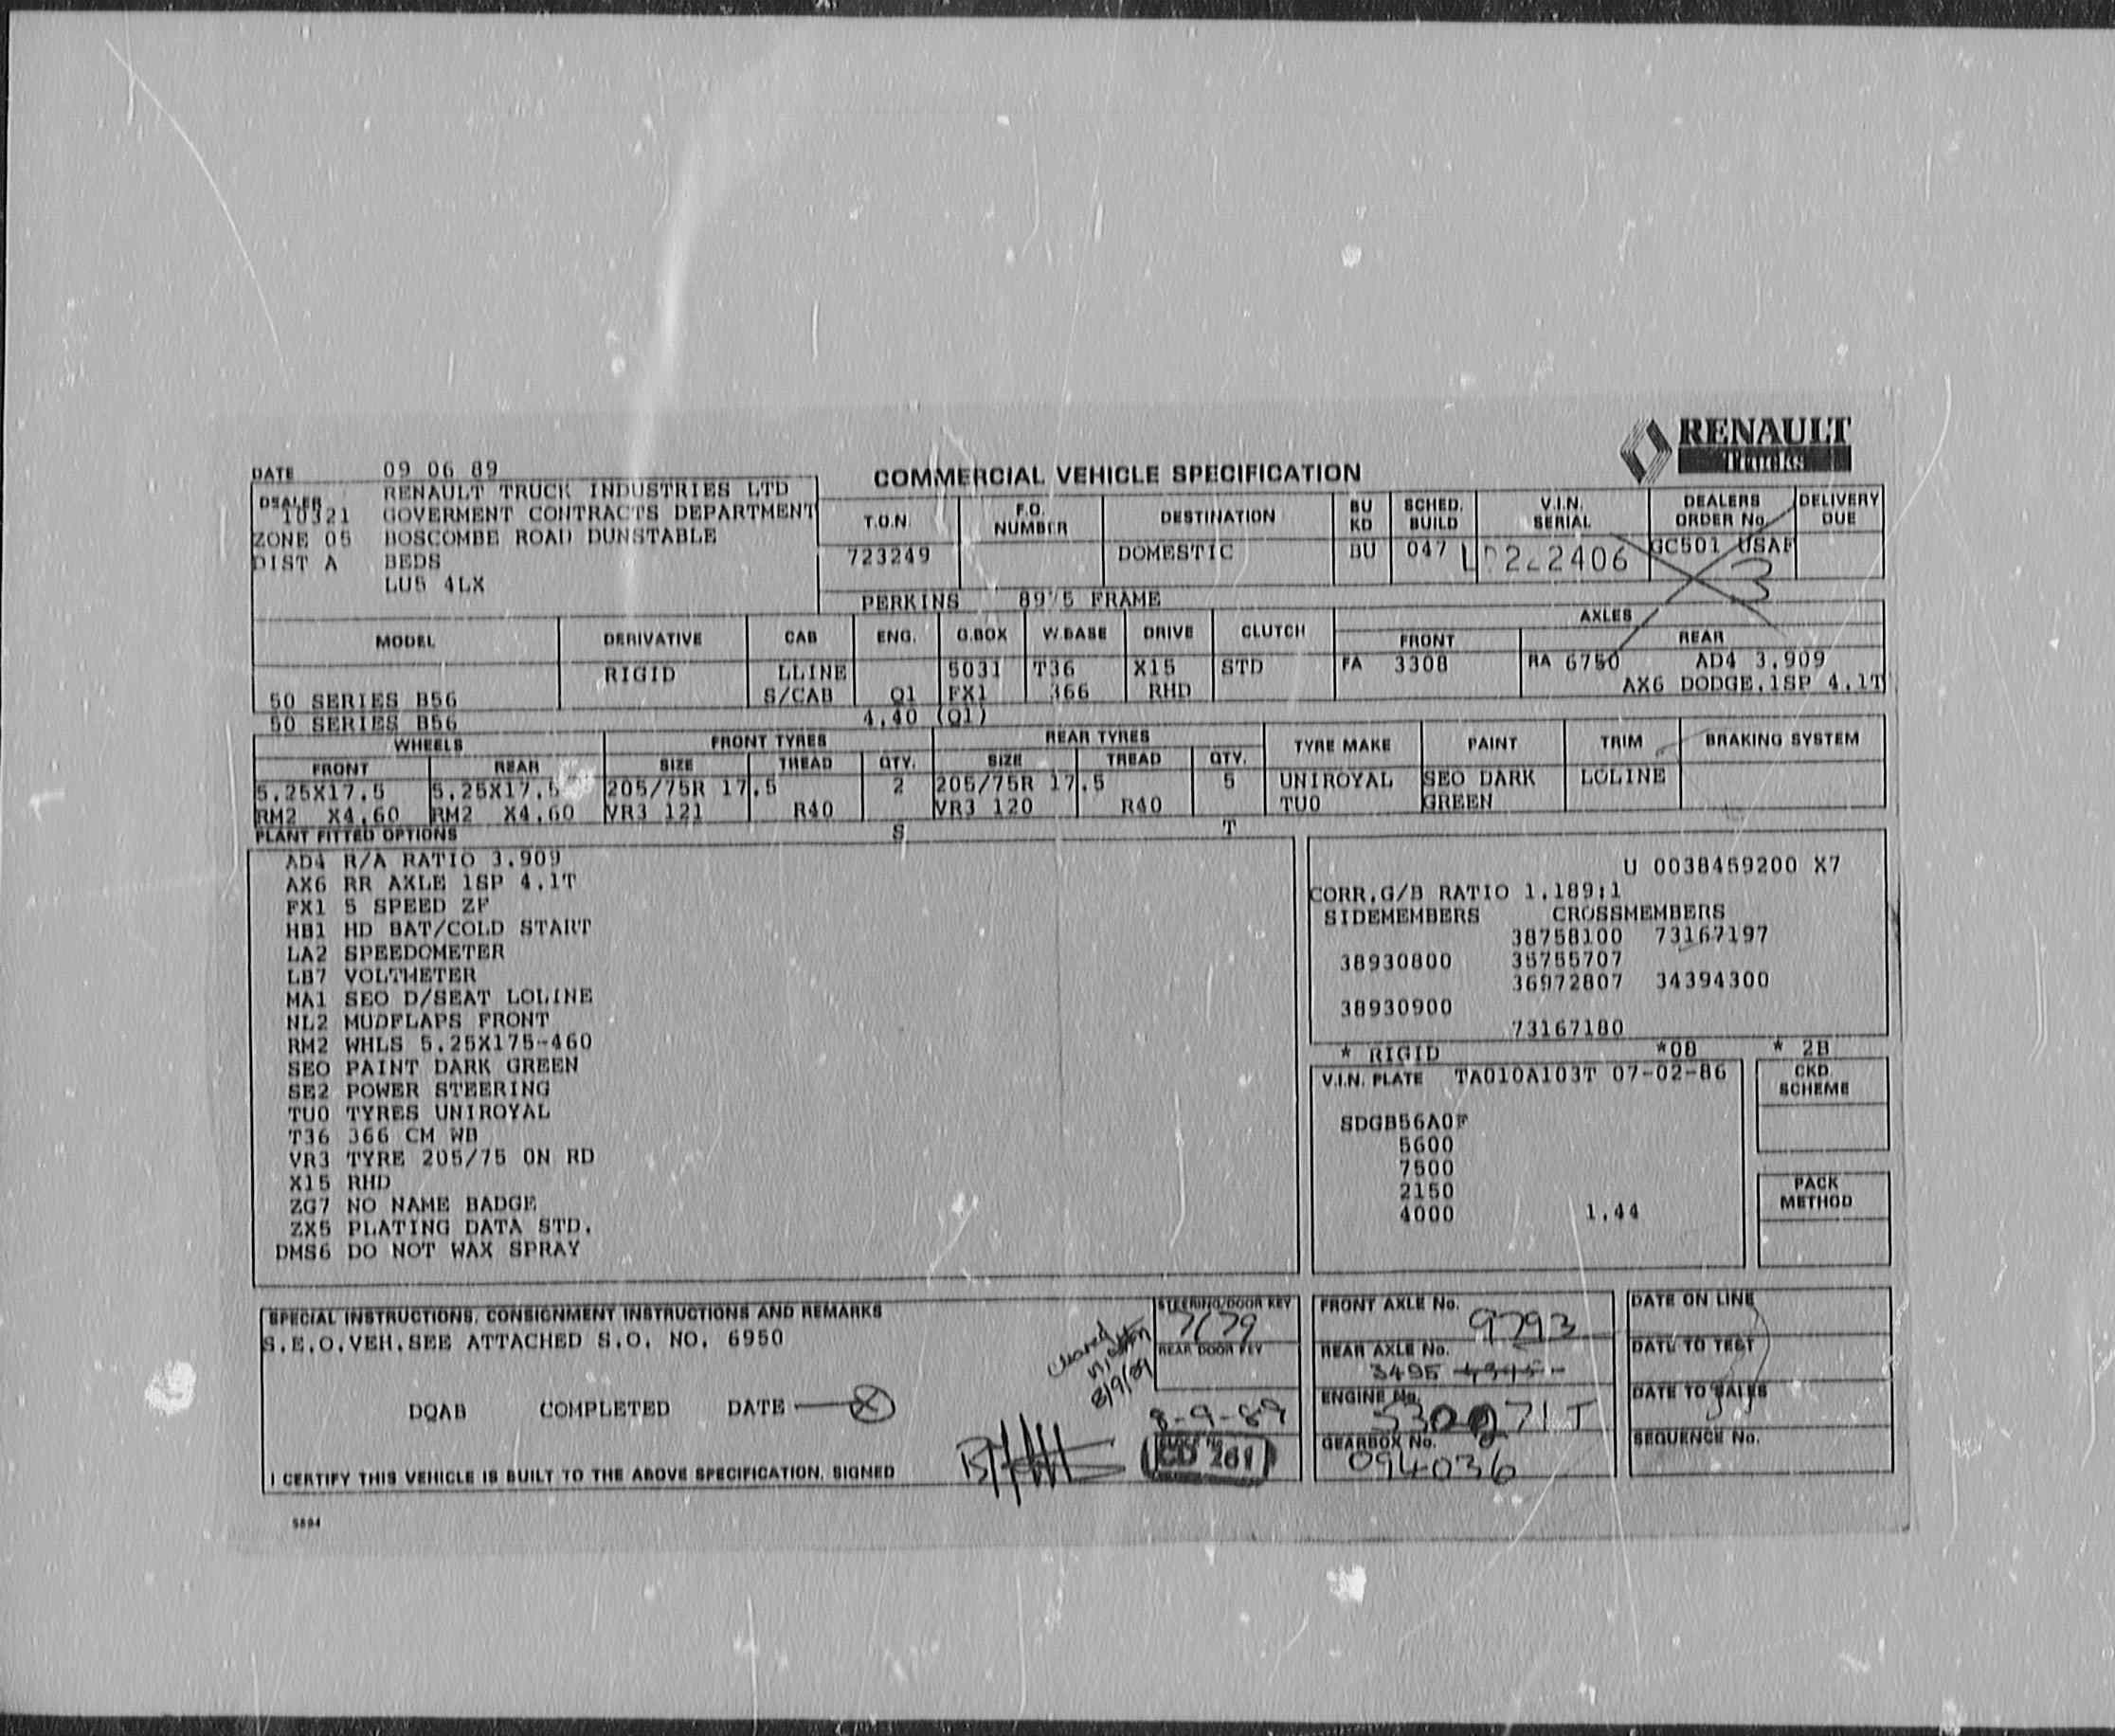 RENAULT
Trucks
DATE 09 06 89
COMMERCIAL VEHICLE SPECIFICATION
DEALER RENAULT TRUCK INDUSTRIES LTD
10321 GOVERMENT CONTRACTS DEPARTMENT
ZONE 05 BOSCOMBE ROAD DUNSTABLE
DIST A BEDS
LU5 4LX
T.O.N. F.O. NUMBER DESTINATION BU KD SCHED. BUILD V.I.N. SERIAL DEALERS ORDER No. DELIVERY DUE
723249 DOMESTIC BU 047 GC501 USAF
3
PERKINS 8975 FRAME
MODEL DERIVATIVE CAB ENG. G.BOX W.BASE DRIVE CLUTCH AXLES
FRONT REAR
RIGID LLINE 5031 T36 X15 STD FA 3308 RA 6750 AD4 3.909
50 SERIES B56 S/CAB Q1 FX1 366 RHD AX6 DODGE.1SP 4.1T
50 SERIES B56 4.40 (Q1)
WHEELS FRONT TYRES REAR TYRES TYRE MAKE PAINT TRIM BRAKING SYSTEM
FRONT REAR SIZE TREAD QTY. SIZE TREAD QTY.
5.25X17.5 5.25X17.5 205/75R 17.5 2 205/75R 17.5 5 UNIROYAL SEO DARK LOLINE
RM2 X4.60 RM2 X4.60 VR3 121 R40 VR3 120 R40 TU0 GREEN
PLANT FITTED OPTIONS S T
AD4 R/A RATIO 3.909
AX6 RR AXLE 1SP 4.1T
FX1 5 SPEED ZF
HB1 HD BAT/COLD START
LA2 SPEEDOMETER
LB7 VOLTMETER
MA1 SEO D/SEAT LOLINE
NL2 MUDFLAPS FRONT
RM2 WHLS 5.25X175-460
SEO PAINT DARK GREEN
SE2 POWER STEERING
TU0 TYRES UNIROYAL
T36 366 CM WB
VR3 TYRE 205/75 ON RD
X15 RHD
ZG7 NO NAME BADGE
ZX5 PLATING DATA STD.
DMS6 DO NOT WAX SPRAY
U 0038459200 X7
CORR.G/B RATIO 1.189:1
SIDEMEMBERS CROSSMEMBERS
38758100 73167197
38930800 35755707
36972807 34394300
38930900
73167180
* RIGID *0B * 2B
V.I.N. PLATE TA010A103T 07-02-86
CKD. SCHEME
SDGB56A0F
5600
7500
2150
4000 1.44
PACK METHOD
SPECIAL INSTRUCTIONS, CONSIGNMENT INSTRUCTIONS AND REMARKS
S.E.O.VEH.SEE ATTACHED S.O. NO. 6950
DQAB COMPLETED DATE
8/9/89
I CERTIFY THIS VEHICLE IS BUILT TO THE ABOVE SPECIFICATION. SIGNED
STEERING/DOOR KEY
REAR DOOR KEY
8-9-89
CD 261
FRONT AXLE No. 9793
REAR AXLE No.
3495
ENGINE No.
GEARBOX No.
094036
DATE ON LINE
DATE TO TEST
DATE TO SALES
SEQUENCE No.
5894